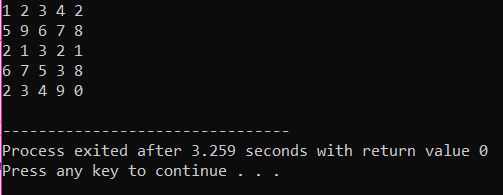 1 2 3 4 2
5 9 6 7 8
2 1 3 2 1
6 7 5 3 8
2 3 4 9 0
--------------------------------
Process exited after 3.259 seconds with return value 0
Press any key to continue . . .